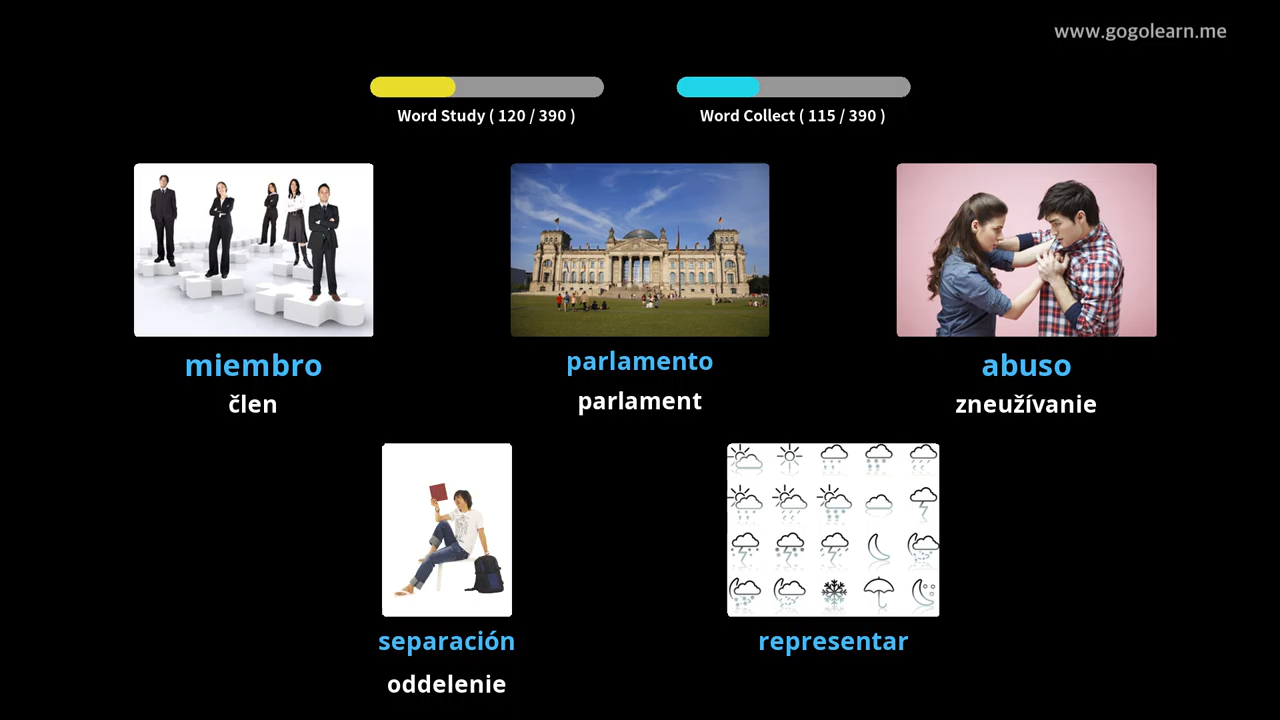 www.gogolearn.me
Word Study ( 120 / 390 )
Word Collect ( 115 / 390 )
miembro
člen
parlamento
parlament
abuso
zneužívanie
separación
oddelenie
representar